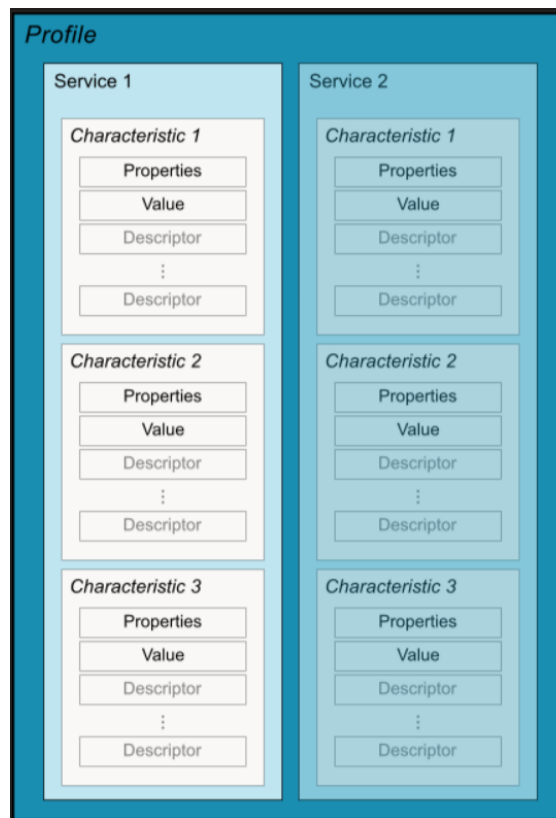 Profile
Service 1
Characteristic 1
Properties
Value
Descriptor
⋮
Descriptor
Characteristic 2
Properties
Value
Descriptor
⋮
Descriptor
Characteristic 3
Properties
Value
Descriptor
⋮
Descriptor
Service 2
Characteristic 1
Properties
Value
Descriptor
⋮
Descriptor
Characteristic 2
Properties
Value
Descriptor
⋮
Descriptor
Characteristic 3
Properties
Value
Descriptor
⋮
Descriptor